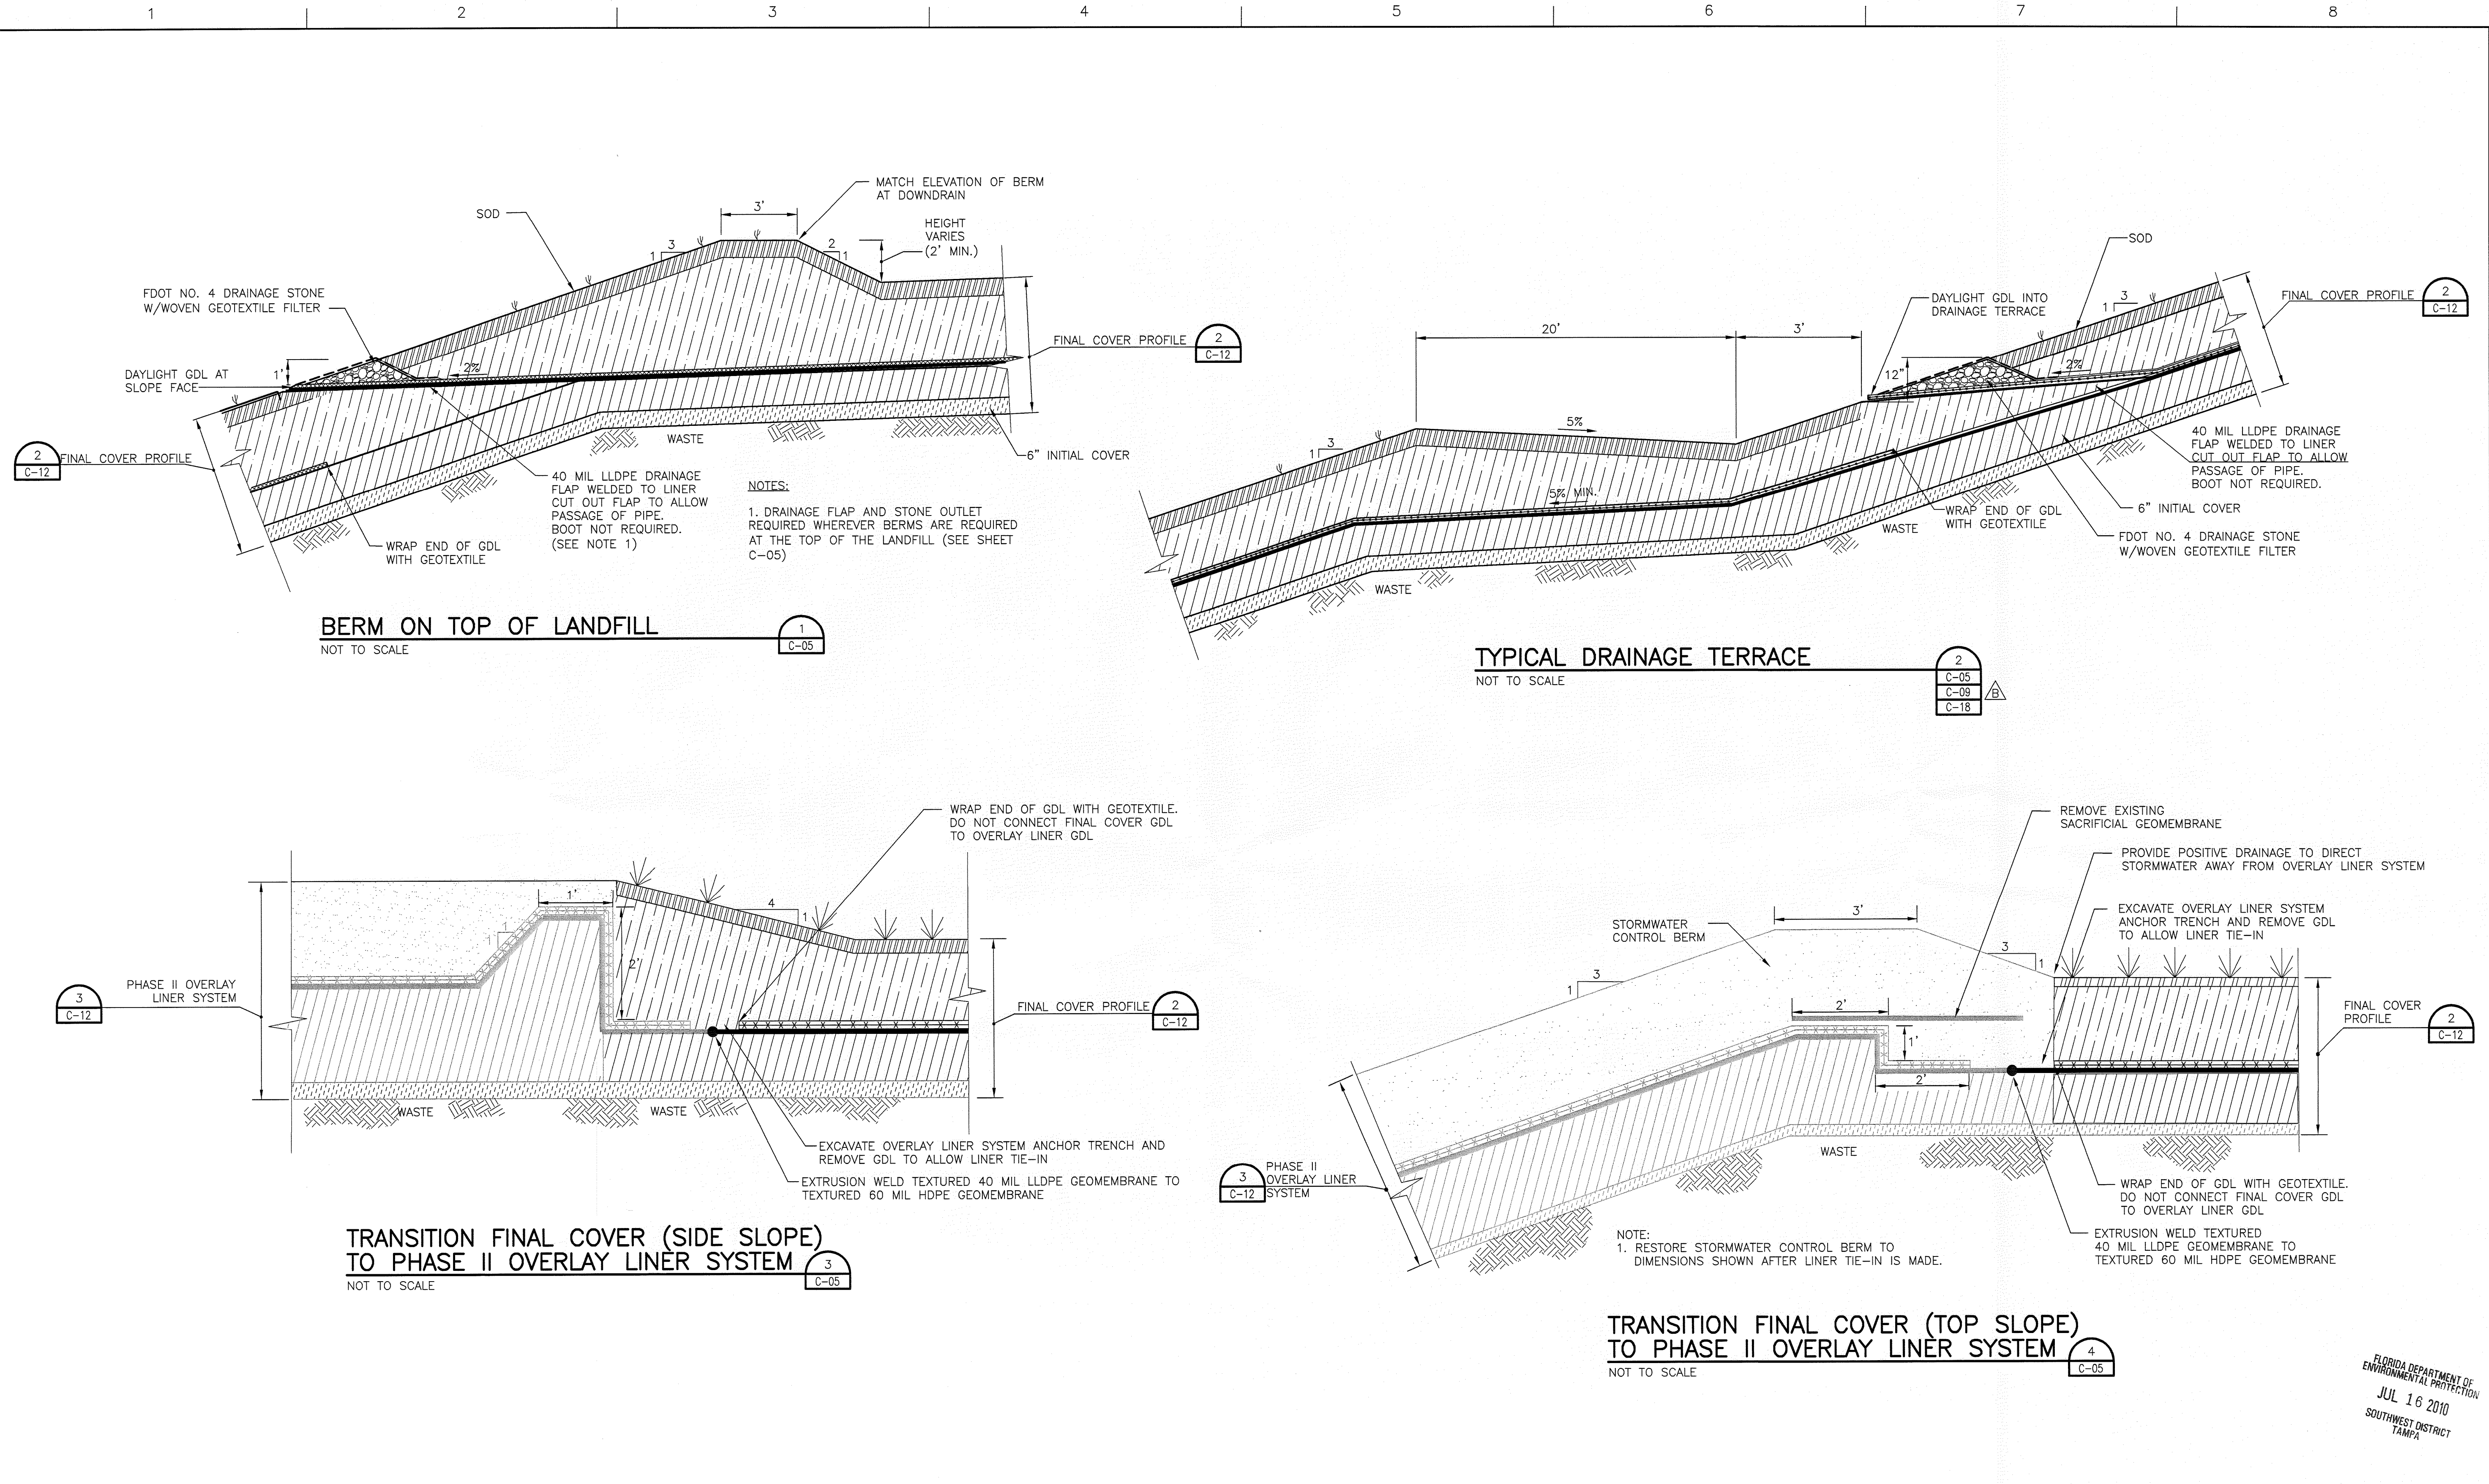 1 2 3 4 5 6 7 8
MATCH ELEVATION OF BERM
AT DOWNDRAIN
3'
SOD
HEIGHT
VARIES
(2' MIN.)
3
1
2
1
FDOT NO. 4 DRAINAGE STONE
W/WOVEN GEOTEXTILE FILTER
FINAL COVER PROFILE
2
C-12
1'
2%
DAYLIGHT GDL AT
SLOPE FACE
WASTE
2
C-12
FINAL COVER PROFILE
6" INITIAL COVER
40 MIL LLDPE DRAINAGE
FLAP WELDED TO LINER
CUT OUT FLAP TO ALLOW
PASSAGE OF PIPE.
BOOT NOT REQUIRED.
(SEE NOTE 1)
WRAP END OF GDL
WITH GEOTEXTILE
NOTES:
1. DRAINAGE FLAP AND STONE OUTLET
REQUIRED WHEREVER BERMS ARE REQUIRED
AT THE TOP OF THE LANDFILL (SEE SHEET
C-05)
BERM ON TOP OF LANDFILL
1
C-05
NOT TO SCALE
SOD
DAYLIGHT GDL INTO
DRAINAGE TERRACE
3
1
FINAL COVER PROFILE
2
C-12
20'
3'
12"
2%
5%
3
1
5% MIN.
40 MIL LLDPE DRAINAGE
FLAP WELDED TO LINER
CUT OUT FLAP TO ALLOW
PASSAGE OF PIPE.
BOOT NOT REQUIRED.
6" INITIAL COVER
WRAP END OF GDL
WITH GEOTEXTILE
WASTE
FDOT NO. 4 DRAINAGE STONE
W/WOVEN GEOTEXTILE FILTER
WASTE
TYPICAL DRAINAGE TERRACE
2
C-05
C-09
C-18
B
NOT TO SCALE
WRAP END OF GDL WITH GEOTEXTILE.
DO NOT CONNECT FINAL COVER GDL
TO OVERLAY LINER GDL
1'
4
1
1
1
2'
PHASE II OVERLAY
LINER SYSTEM
3
C-12
FINAL COVER PROFILE
2
C-12
WASTE
WASTE
EXCAVATE OVERLAY LINER SYSTEM ANCHOR TRENCH AND
REMOVE GDL TO ALLOW LINER TIE-IN
EXTRUSION WELD TEXTURED 40 MIL LLDPE GEOMEMBRANE TO
TEXTURED 60 MIL HDPE GEOMEMBRANE
TRANSITION FINAL COVER (SIDE SLOPE)
TO PHASE II OVERLAY LINER SYSTEM
3
C-05
NOT TO SCALE
REMOVE EXISTING
SACRIFICIAL GEOMEMBRANE
PROVIDE POSITIVE DRAINAGE TO DIRECT
STORMWATER AWAY FROM OVERLAY LINER SYSTEM
EXCAVATE OVERLAY LINER SYSTEM
ANCHOR TRENCH AND REMOVE GDL
TO ALLOW LINER TIE-IN
STORMWATER
CONTROL BERM
3'
3
1
3
1
2'
1'
2'
FINAL COVER
PROFILE
2
C-12
WASTE
3
C-12
PHASE II
OVERLAY LINER
SYSTEM
WRAP END OF GDL WITH GEOTEXTILE.
DO NOT CONNECT FINAL COVER GDL
TO OVERLAY LINER GDL
EXTRUSION WELD TEXTURED
40 MIL LLDPE GEOMEMBRANE TO
TEXTURED 60 MIL HDPE GEOMEMBRANE
NOTE:
1. RESTORE STORMWATER CONTROL BERM TO
DIMENSIONS SHOWN AFTER LINER TIE-IN IS MADE.
TRANSITION FINAL COVER (TOP SLOPE)
TO PHASE II OVERLAY LINER SYSTEM
4
C-05
NOT TO SCALE
FLORIDA DEPARTMENT OF
ENVIRONMENTAL PROTECTION
JUL 16 2010
SOUTHWEST DISTRICT
TAMPA